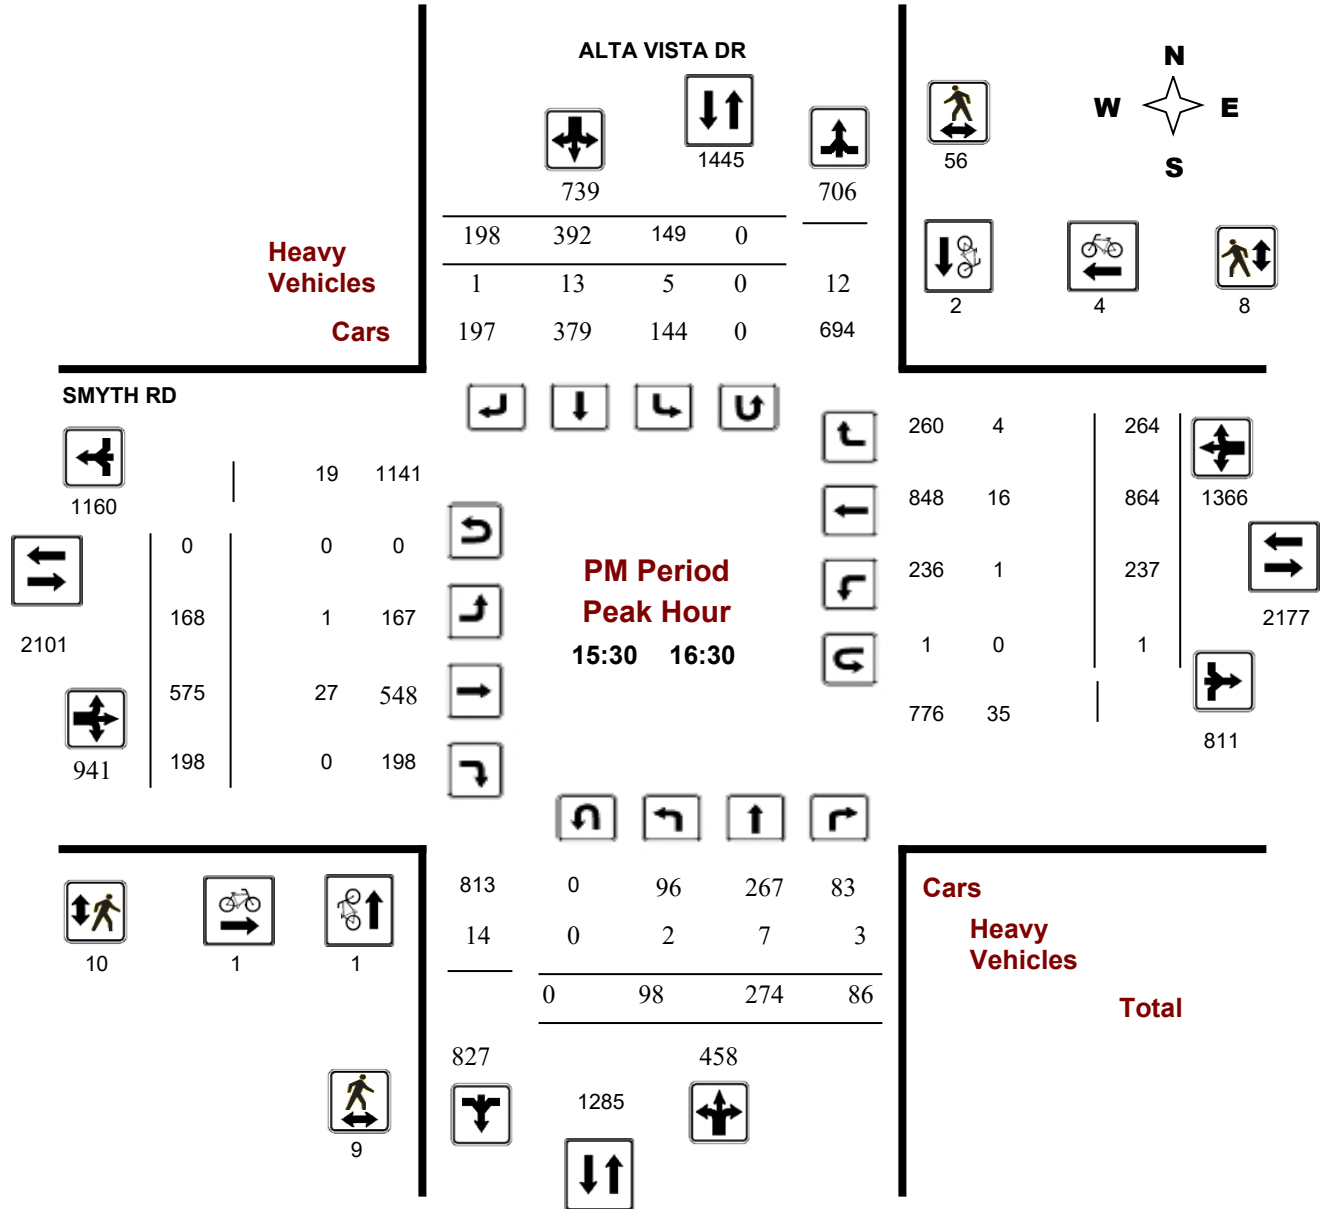 ALTA VISTA DR
N
W E
S
1445
56
739
706
198 392 149 0
Heavy
Vehicles
1 13 5 0 12
2 4 8
Cars
197 379 144 0 694
SMYTH RD
260 4 264
19 1141
1160
848 16 864
1366
0 0 0
PM Period
236 1 237
Peak Hour
168 1 167
2177
2101
15:30 16:30
1 0 1
575 27 548
776 35
811
941
198 0 198
813 0 96 267 83
Cars
14 0 2 7 3
Heavy
Vehicles
10 1 1
0 98 274 86
Total
827 458
1285
9